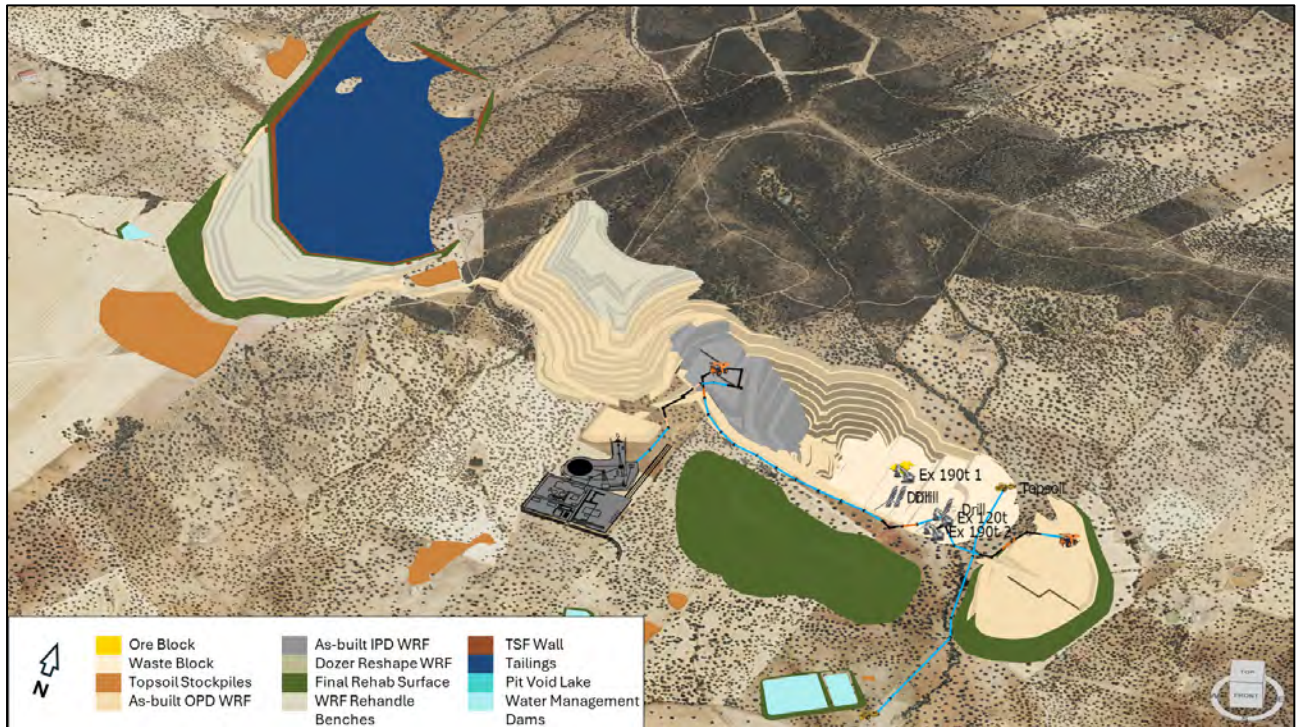 Ex 190t 1
Topsoil
Drill
Drill
Ex 120t
Ex 190t 2
N
Ore Block
Waste Block
Topsoil Stockpiles
As-built OPD WRF
As-built IPD WRF
Dozer Reshape WRF
Final Rehab Surface
WRF Rehandle
Benches
TSF Wall
Tailings
Pit Void Lake
Water Management
Dams
FRONT